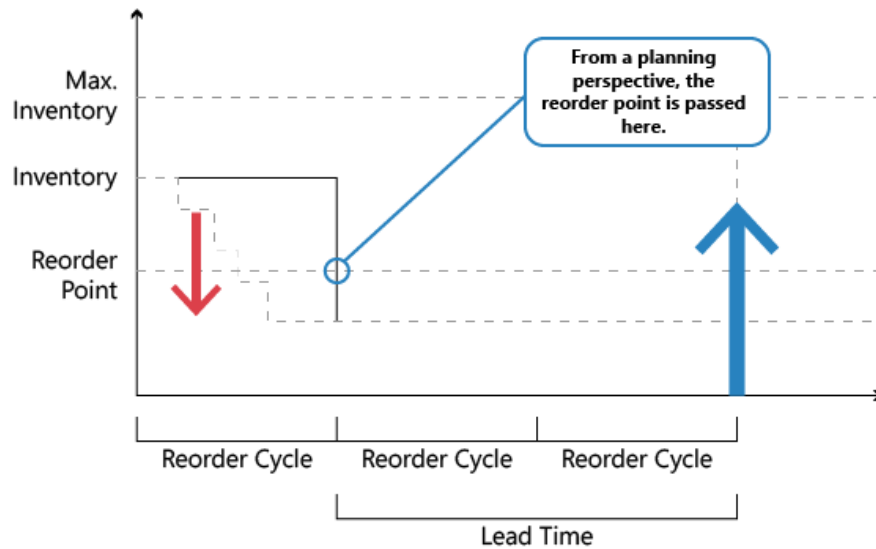 From a planning
perspective, the
reorder point is passed
here.
Max.
Inventory
Inventory
Reorder
Point
Reorder Cycle
Reorder Cycle
Reorder Cycle
Lead Time